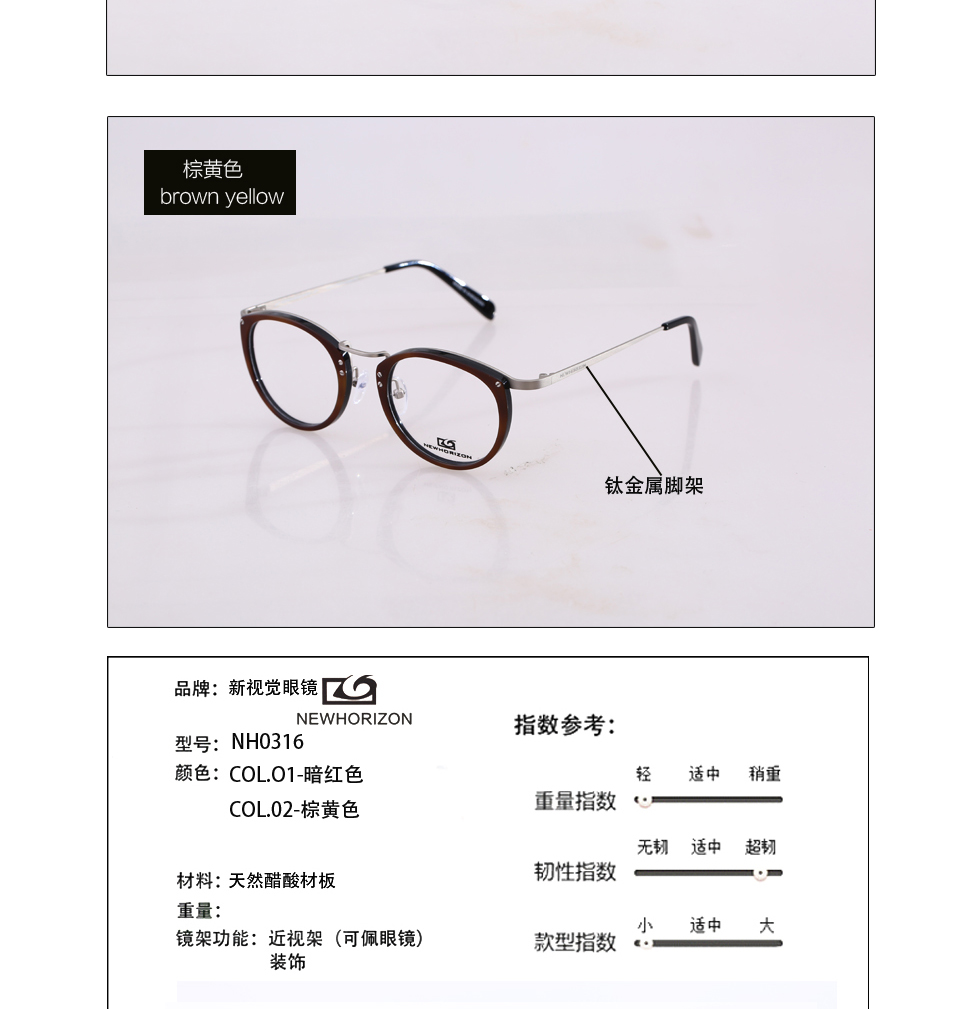 棕黄色
brown yellow
NEWHORIZON
钛金属脚架
品牌：新视觉眼镜
NEWHORIZON
型号：NH0316
颜色：COL.O1-暗红色
COL.02-棕黄色
材料：天然醋酸材板
重量：
镜架功能：近视架（可佩眼镜）
装饰
指数参考：
轻 适中 稍重
重量指数
无韧 适中 超韧
韧性指数
小 适中 大
款型指数